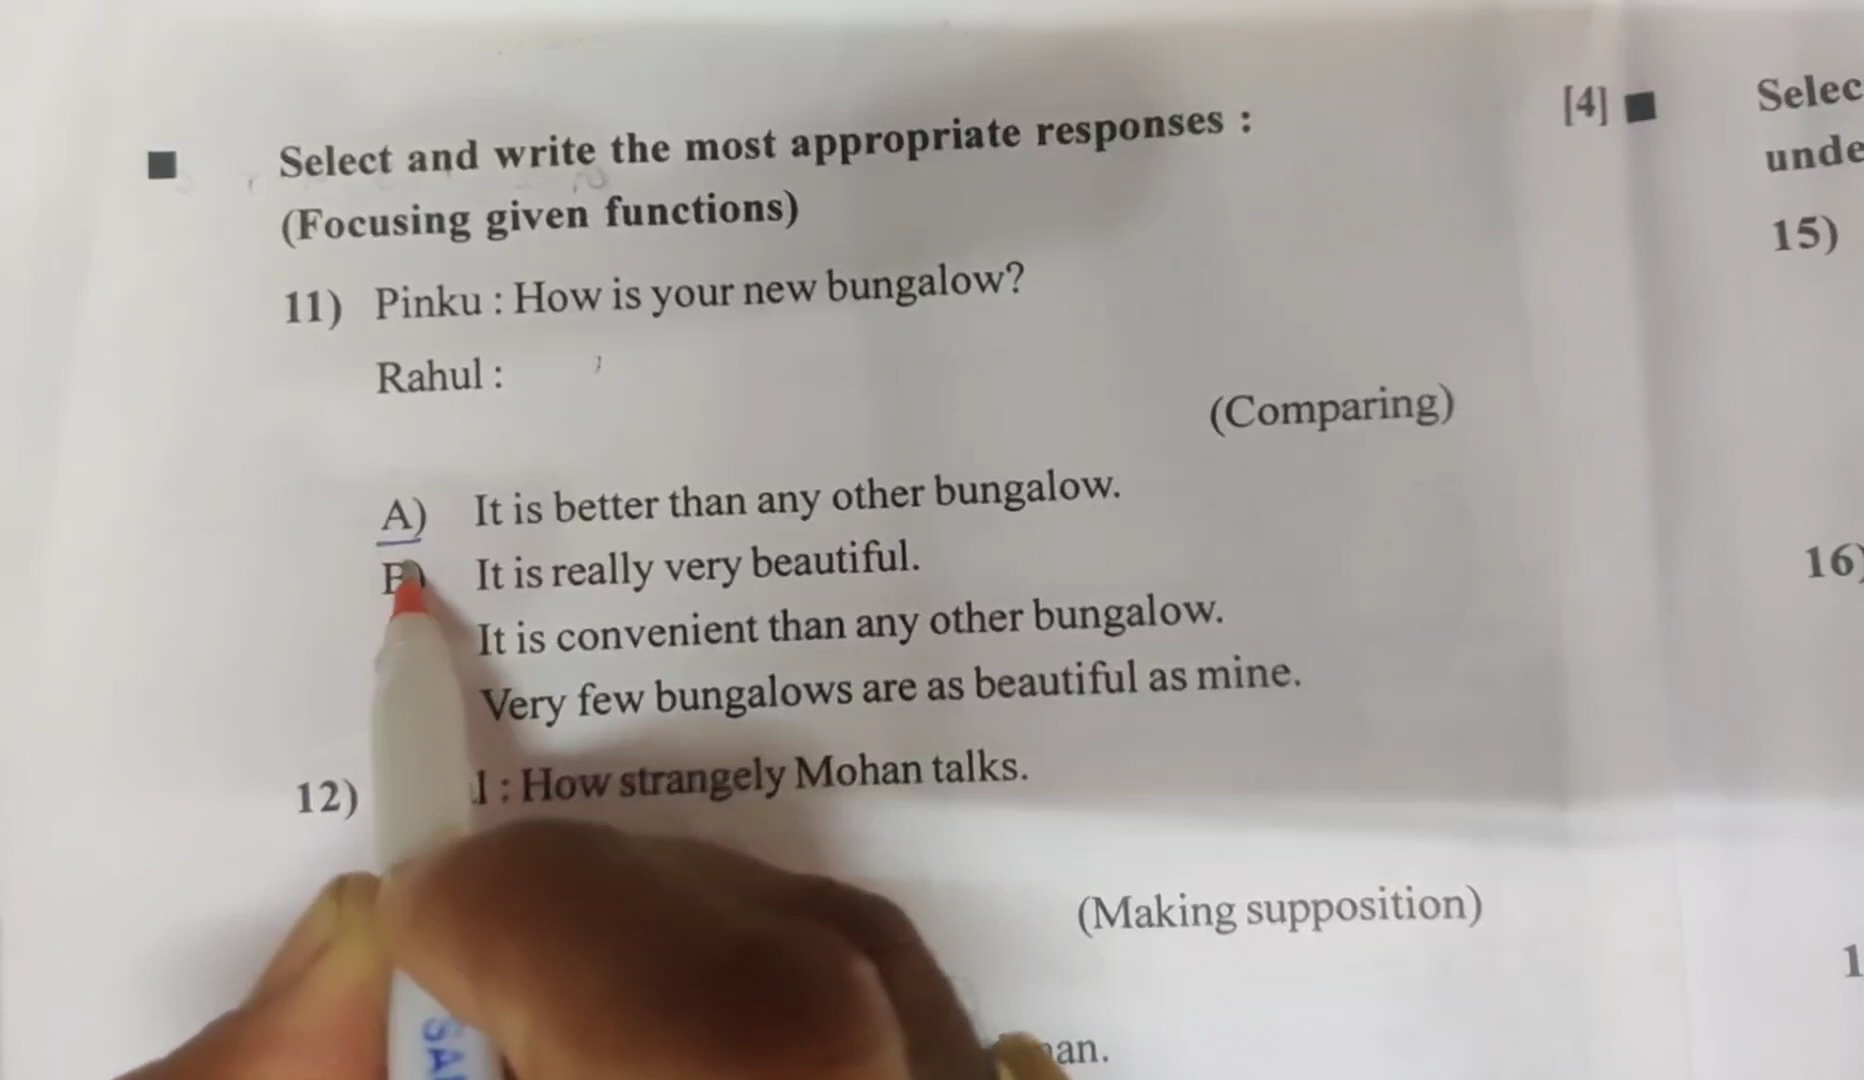 Select and write the most appropriate responses : [4]
(Focusing given functions)
11) Pinku : How is your new bungalow?
Rahul :
(Comparing)
A) It is better than any other bungalow.
B) It is really very beautiful.
It is convenient than any other bungalow.
Very few bungalows are as beautiful as mine.
12) I : How strangely Mohan talks.
(Making supposition)
Selec
unde
15)
16)
1